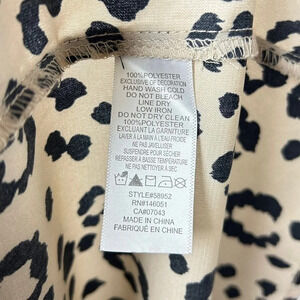 100%POLYESTER
EXCLUSIVE OF DECORATION
HAND WASH COLD
DO NOT BLEACH
LINE DRY
LOW IRON
DO NOT DRY CLEAN
100%POLYESTER
EXCLUANT LA GARNITURE
LAVER À LA MAIN À L'EAU FROIDE
NE PAS JAVELLISER
SUSPENDRE POUR SÉCHER
REPASSER À BASSE TEMPÉRATURE
NE PAS NETTOYER À SEC
STYLE#58952
RN#146051
CA#07043
MADE IN CHINA
FABRIQUÉ EN CHINE